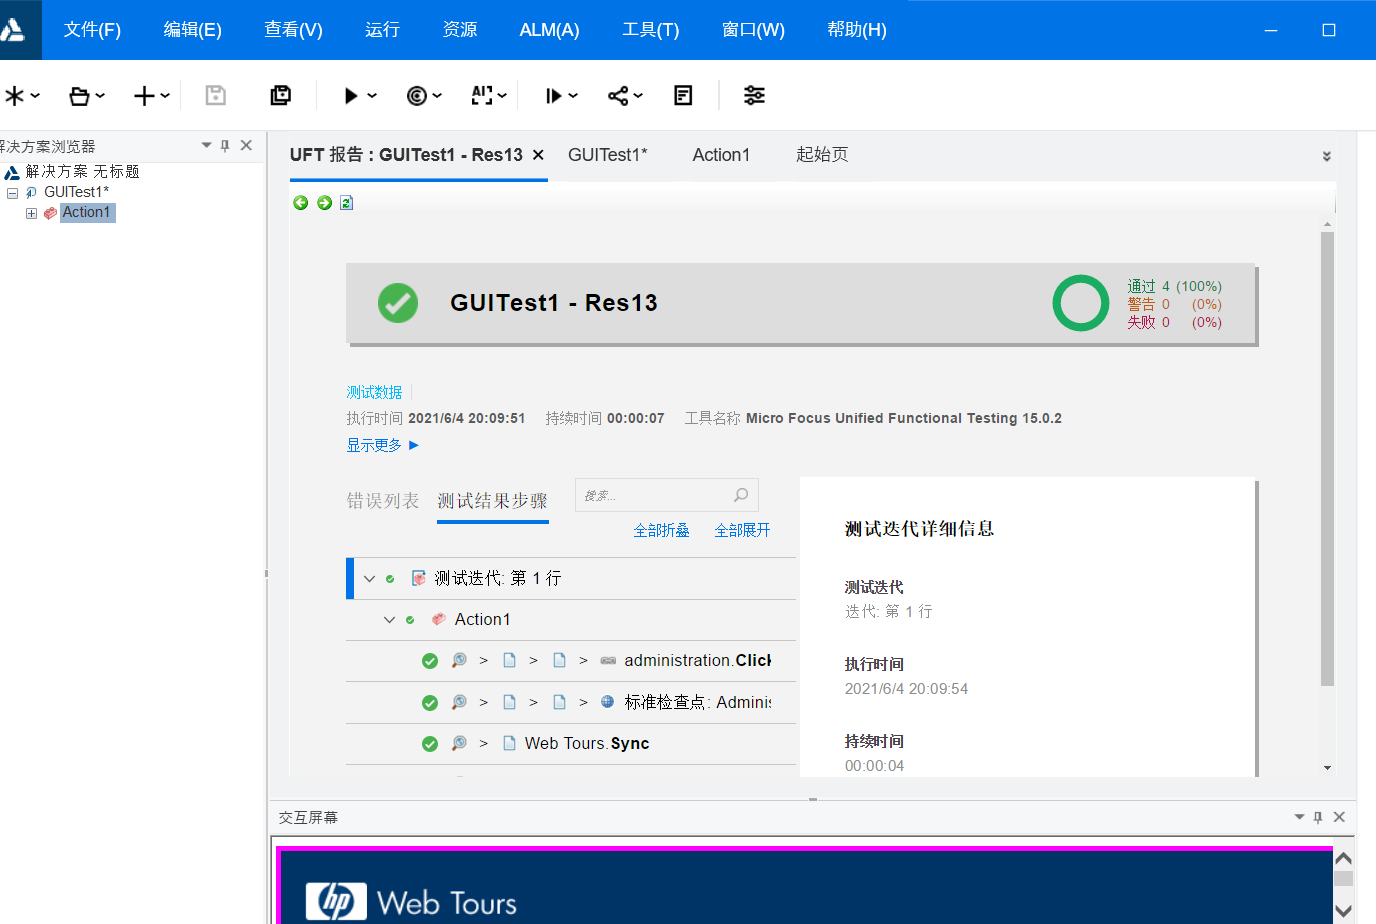 文件(F) 编辑(E) 查看(V) 运行 资源 ALM(A) 工具(T) 窗口(W) 帮助(H)
AI
解决方案浏览器
解决方案 无标题
GUITest1*
Action1
UFT 报告 : GUITest1 - Res13 GUITest1* Action1 起始页
GUITest1 - Res13
通过 4 (100%)
警告 0 (0%)
失败 0 (0%)
测试数据
执行时间 2021/6/4 20:09:51 持续时间 00:00:07 工具名称 Micro Focus Unified Functional Testing 15.0.2
显示更多
错误列表 测试结果步骤 搜索...
全部折叠 全部展开
测试迭代: 第 1 行
Action1
> > > administration.Click
> > > 标准检查点: Adminis
> Web Tours.Sync
测试迭代详细信息
测试迭代
迭代: 第 1 行
执行时间
2021/6/4 20:09:54
持续时间
00:00:04
交互屏幕
hp Web Tours